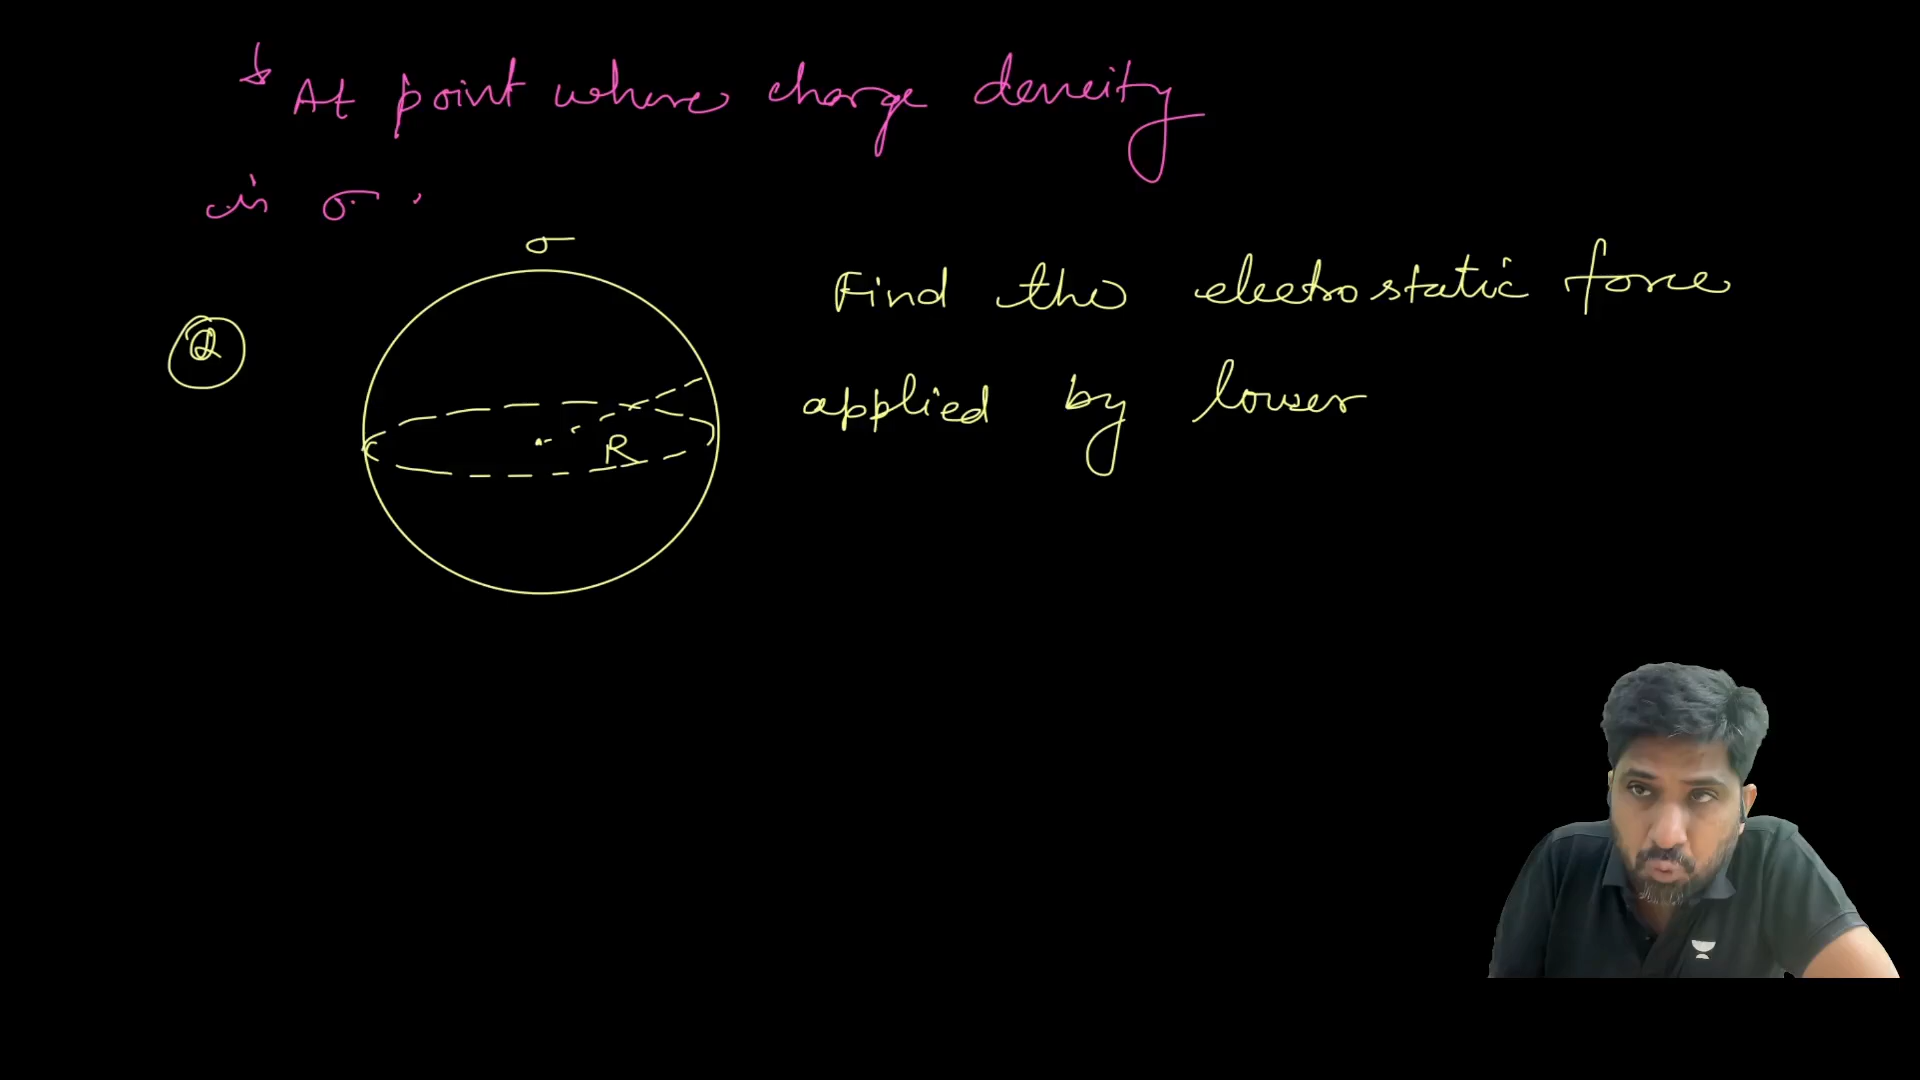 At point where charge density
is σ.
σ
Q
Find the electrostatic force
applied by lower
R